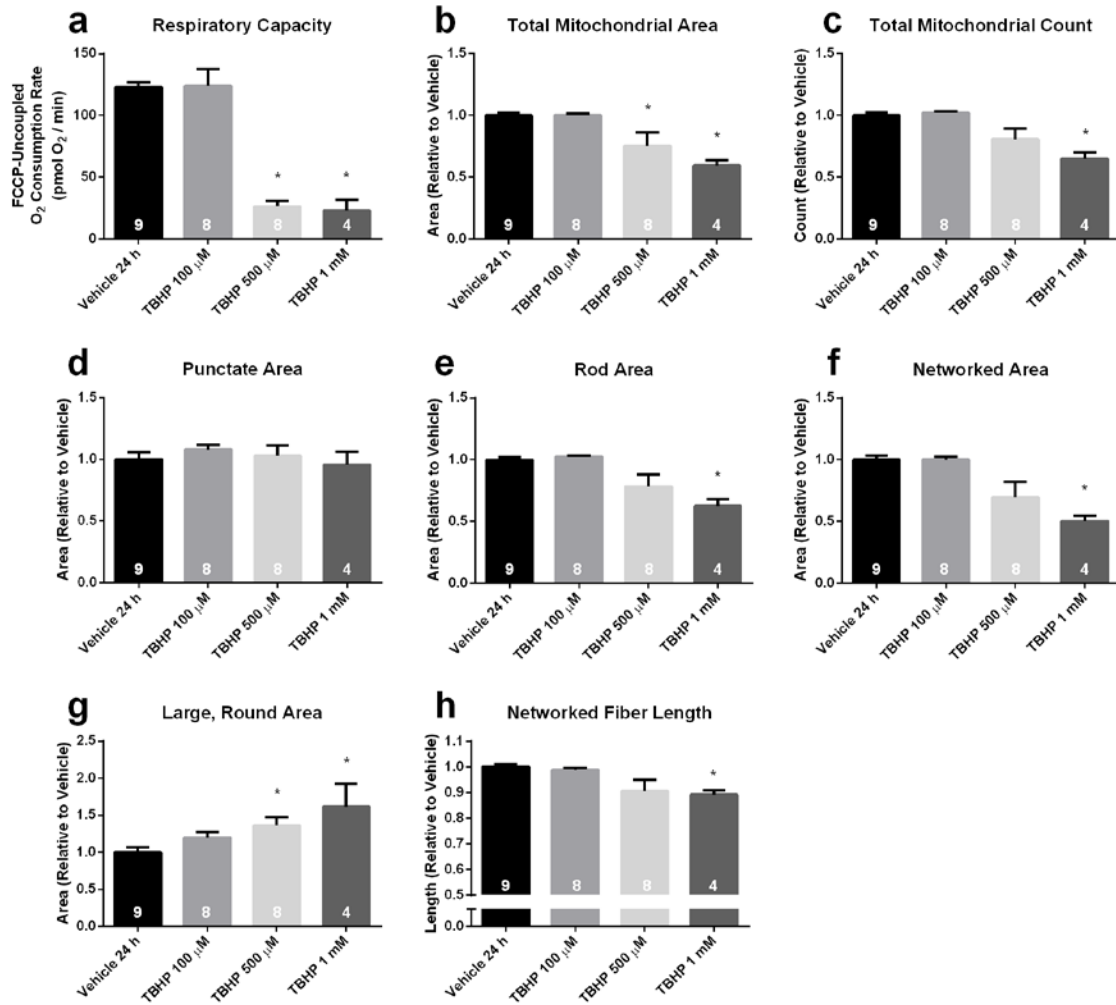 a
Respiratory Capacity
FCCP-Uncoupled
O₂ Consumption Rate
(pmol O₂ / min)
150
100
50
0
9
8
8
4
*
*
Vehicle 24 h
TBHP 100 μM
TBHP 500 μM
TBHP 1 mM
b
Total Mitochondrial Area
Area (Relative to Vehicle)
1.5
1.0
0.5
0.0
9
8
8
4
*
*
Vehicle 24 h
TBHP 100 μM
TBHP 500 μM
TBHP 1 mM
c
Total Mitochondrial Count
Count (Relative to Vehicle)
1.5
1.0
0.5
0.0
9
8
8
4
*
Vehicle 24 h
TBHP 100 μM
TBHP 500 μM
TBHP 1 mM
d
Punctate Area
Area (Relative to Vehicle)
1.5
1.0
0.5
0.0
9
8
8
4
Vehicle 24 h
TBHP 100 μM
TBHP 500 μM
TBHP 1 mM
e
Rod Area
Area (Relative to Vehicle)
1.5
1.0
0.5
0.0
9
8
8
4
*
Vehicle 24 h
TBHP 100 μM
TBHP 500 μM
TBHP 1 mM
f
Networked Area
Area (Relative to Vehicle)
1.5
1.0
0.5
0.0
9
8
8
4
*
Vehicle 24 h
TBHP 100 μM
TBHP 500 μM
TBHP 1 mM
g
Large, Round Area
Area (Relative to Vehicle)
2.5
2.0
1.5
1.0
0.5
0.0
9
8
8
4
*
*
Vehicle 24 h
TBHP 100 μM
TBHP 500 μM
TBHP 1 mM
h
Networked Fiber Length
Length (Relative to Vehicle)
1.1
1.0
0.9
0.8
0.7
0.6
0.5
0.0
9
8
8
4
*
Vehicle 24 h
TBHP 100 μM
TBHP 500 μM
TBHP 1 mM